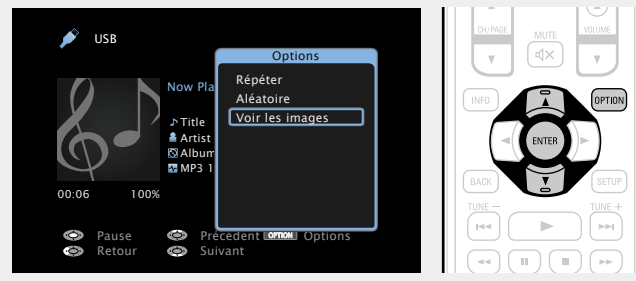 USB
Options
Répéter
Aléatoire
Voir les images
Now Pla
Title
Artist
Album
MP3 1
00:06 100%
Pause Précédent OPTION Options
Retour Suivant
CH/PAGE MUTE VOLUME
INFO OPTION
ENTER
BACK SETUP
TUNE − TUNE +